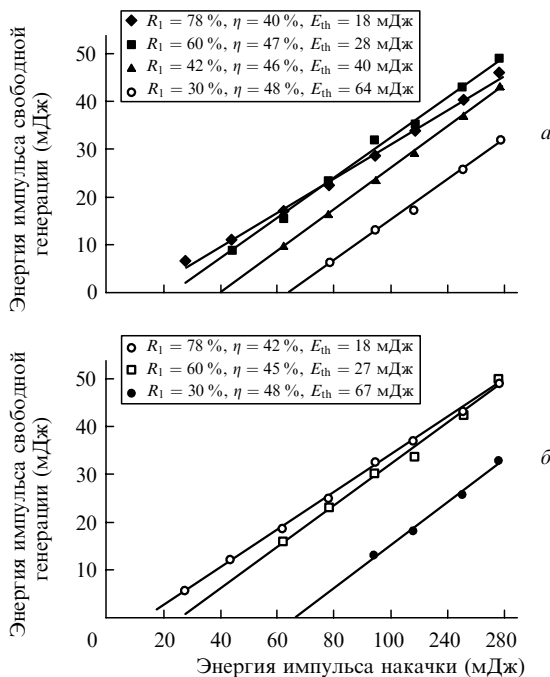 R₁ = 78 %, η = 40 %, Eth = 18 мДж
R₁ = 60 %, η = 47 %, Eth = 28 мДж
R₁ = 42 %, η = 46 %, Eth = 40 мДж
R₁ = 30 %, η = 48 %, Eth = 64 мДж
Энергия импульса свободной
генерации (мДж)
50
40
30
20
10
0
а
R₁ = 78 %, η = 42 %, Eth = 18 мДж
R₁ = 60 %, η = 45 %, Eth = 27 мДж
R₁ = 30 %, η = 48 %, Eth = 67 мДж
Энергия импульса свободной
генерации (мДж)
50
40
30
20
10
б
0 20 40 60 80 100 240 280
Энергия импульса накачки (мДж)